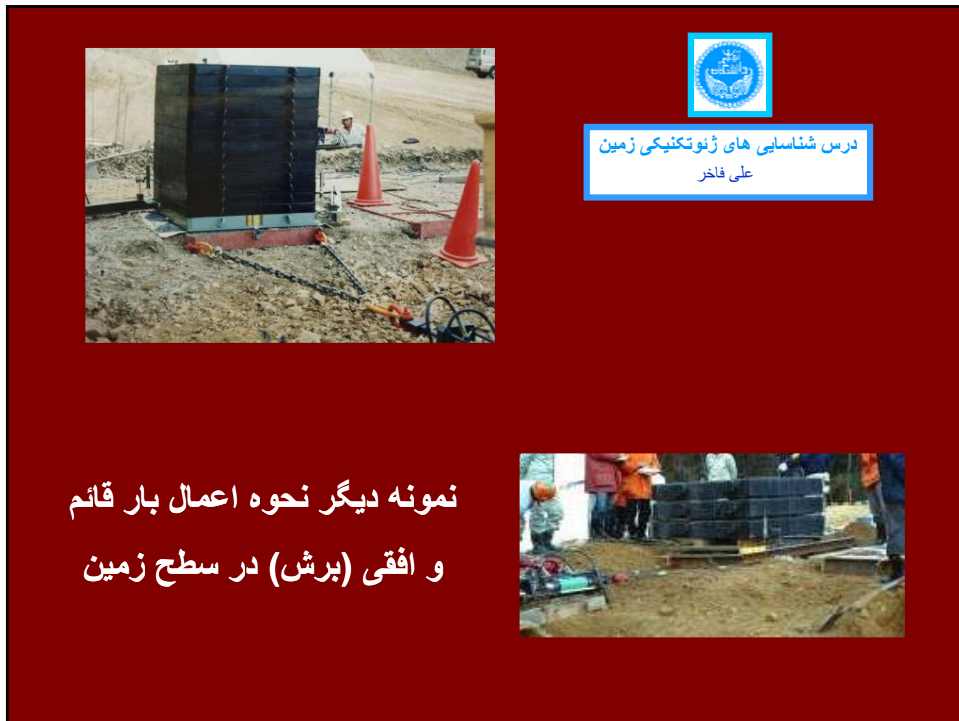 درس شناسایی های ژئوتکنیکی زمین
علی فاخر
نمونه دیگر نحوه اعمال بار قائم
و افقی (برش) در سطح زمین